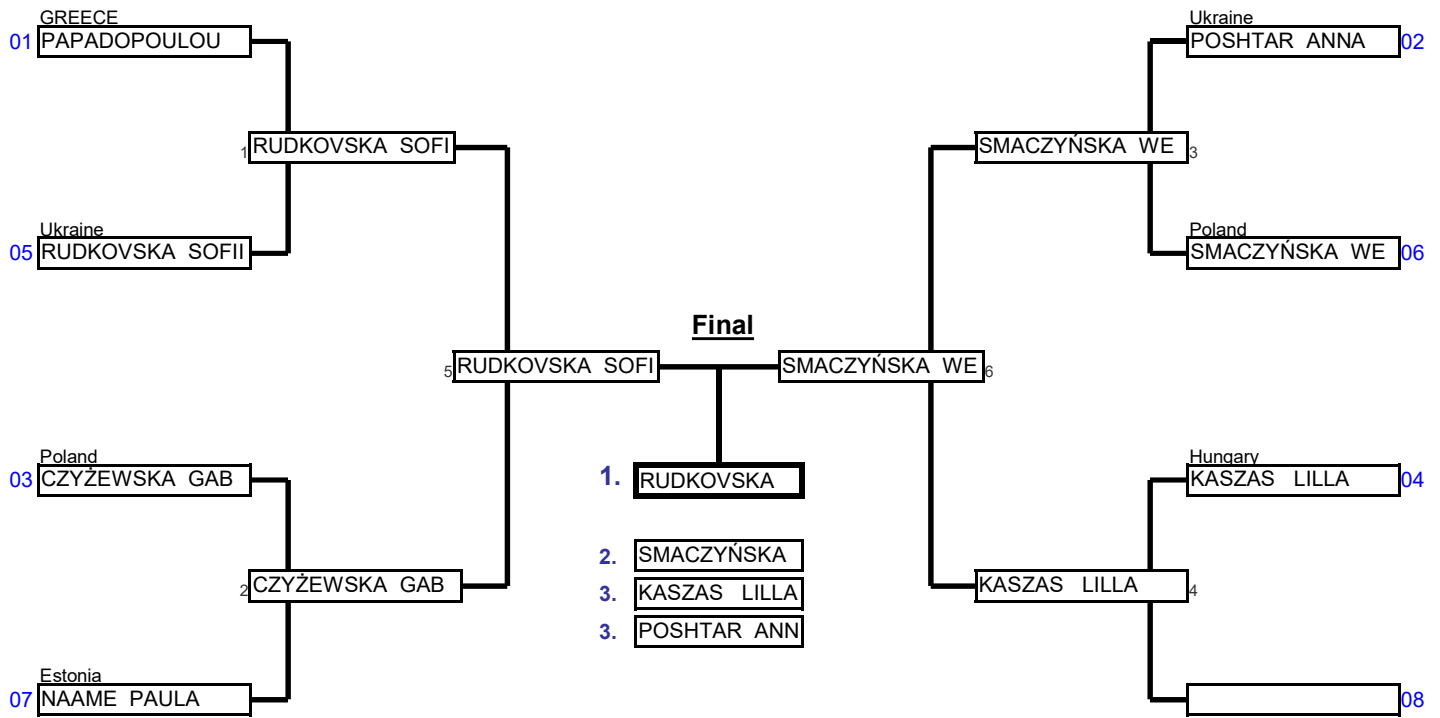 GREECE
01 PAPADOPOULOU
Ukraine
POSHTAR ANNA 02
1 RUDKOVSKA SOFI
SMACZYŃSKA WE 3
Ukraine
05 RUDKOVSKA SOFII
Poland
SMACZYŃSKA WE 06
Final
5 RUDKOVSKA SOFI
SMACZYŃSKA WE 6
Poland
03 CZYŻEWSKA GAB
Hungary
KASZAS LILLA 04
1. RUDKOVSKA
2. SMACZYŃSKA
3. KASZAS LILLA
3. POSHTAR ANN
2 CZYŻEWSKA GAB
KASZAS LILLA 4
Estonia
07 NAAME PAULA
08